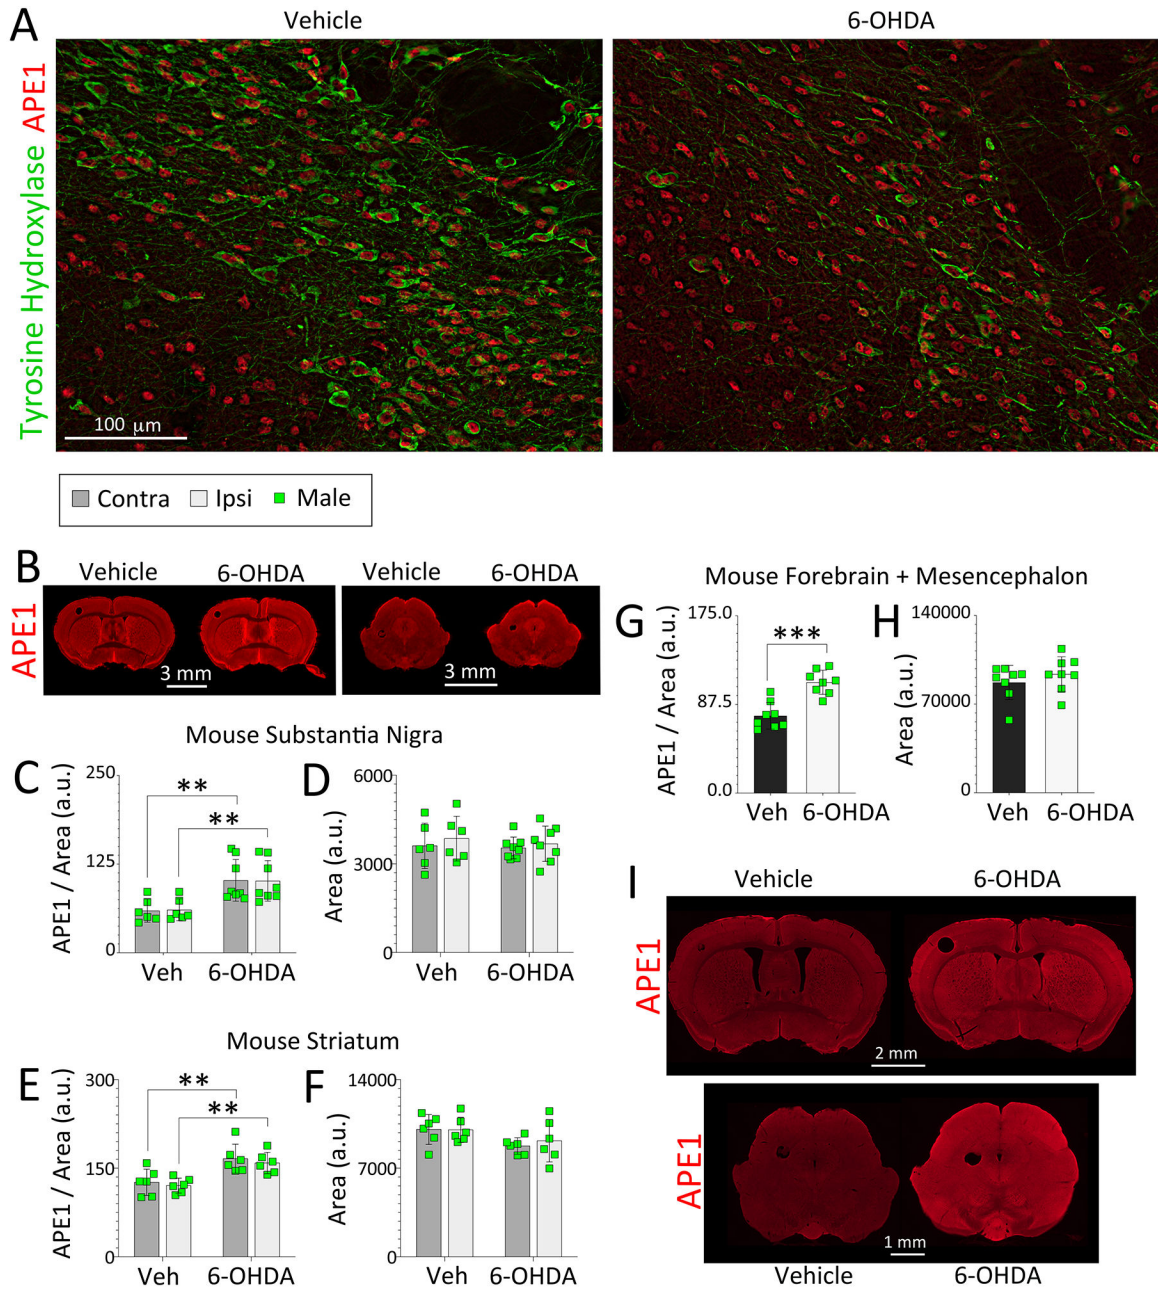 A
Vehicle
6-OHDA
Tyrosine Hydroxylase APE1
100 µm
Contra
Ipsi
Male
B
Vehicle
6-OHDA
Vehicle
6-OHDA
APE1
3 mm
3 mm
Mouse Substantia Nigra
C
APE1 / Area (a.u.)
250
125
0
**
**
Veh
6-OHDA
D
Area (a.u.)
6000
3000
0
Veh
6-OHDA
Mouse Striatum
E
APE1 / Area (a.u.)
300
150
0
**
**
Veh
6-OHDA
F
Area (a.u.)
14000
7000
0
Veh
6-OHDA
Mouse Forebrain + Mesencephalon
G
APE1 / Area (a.u.)
175.0
87.5
0.0
***
Veh
6-OHDA
H
Area (a.u.)
140000
70000
0
Veh
6-OHDA
I
Vehicle
6-OHDA
APE1
2 mm
APE1
1 mm
Vehicle
6-OHDA